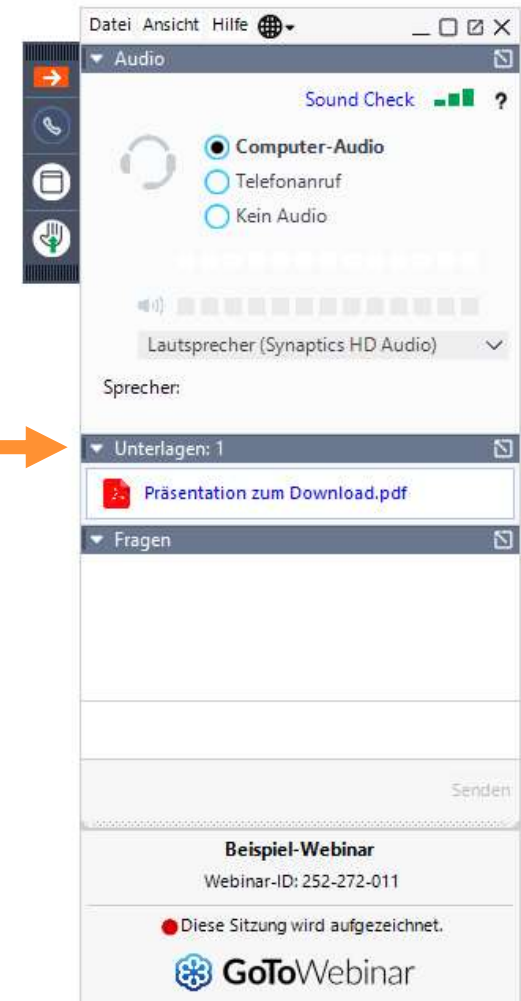 Datei Ansicht Hilfe
Audio
Sound Check ?
Computer-Audio
Telefonanruf
Kein Audio
Lautsprecher (Synaptics HD Audio)
Sprecher:
Unterlagen: 1
Präsentation zum Download.pdf
Fragen
Senden
Beispiel-Webinar
Webinar-ID: 252-272-011
Diese Sitzung wird aufgezeichnet.
GoToWebinar